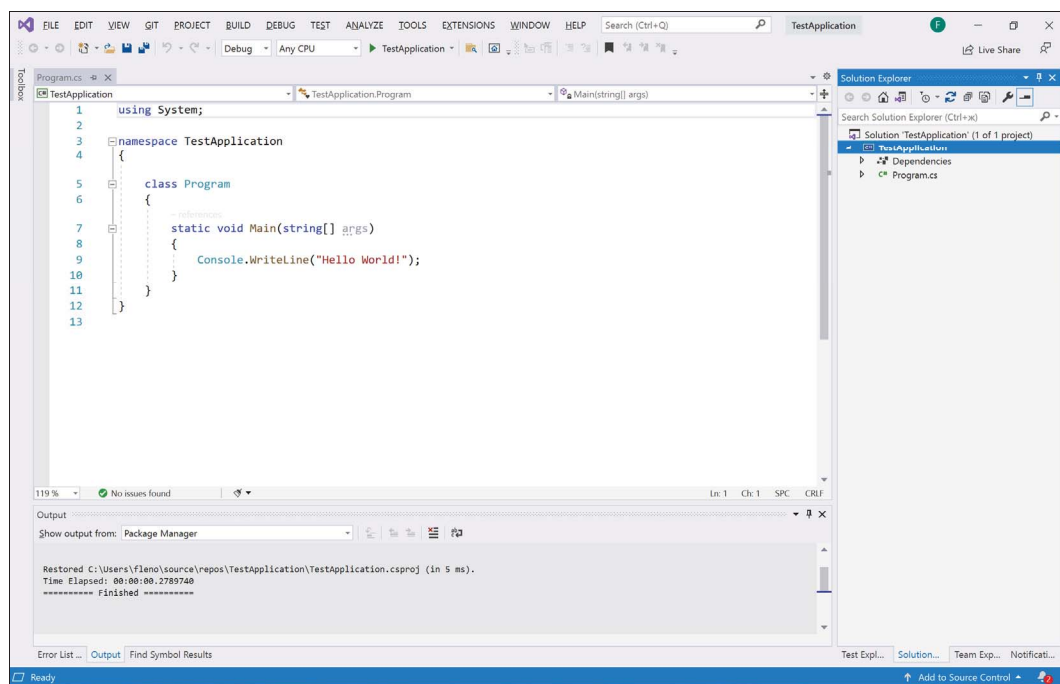 FILE EDIT VIEW GIT PROJECT BUILD DEBUG TEST ANALYZE TOOLS EXTENSIONS WINDOW HELP Search (Ctrl+Q) TestApplication F
Debug Any CPU TestApplication Live Share
Toolbox
Program.cs
TestApplication TestApplication.Program Main(string[] args)
1 using System;
2
3 namespace TestApplication
4 {
5 class Program
6 {
– references
7 static void Main(string[] args)
8 {
9 Console.WriteLine("Hello World!");
10 }
11 }
12 }
13
119 % No issues found Ln: 1 Ch: 1 SPC CRLF
Output
Show output from: Package Manager
Restored C:\Users\fleno\source\repos\TestApplication\TestApplication.csproj (in 5 ms).
Time Elapsed: 00:00:00.2789740
========== Finished ==========
Error List ... Output Find Symbol Results
Solution Explorer
Search Solution Explorer (Ctrl+ж)
Solution 'TestApplication' (1 of 1 project)
TestApplication
Dependencies
C# Program.cs
Test Expl... Solution... Team Exp... Notificati...
Ready Add to Source Control 2